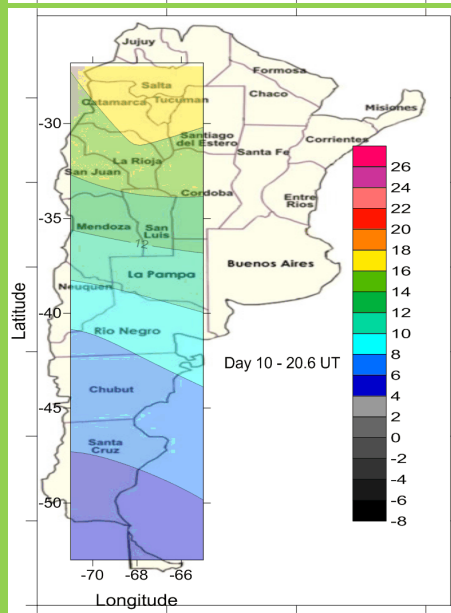 Jujuy
Formosa
Salta
Chaco
Catamarca
Tucuman
Misiones
-30
Santiago
del Estero
Corrientes
Santa Fe
La Rioja
San Juan
26
24
22
20
18
16
14
12
10
8
6
4
2
0
-2
-4
-6
-8
Cordoba
Entre
Rios
-35
Mendoza
San
Luis
12
Buenos Aires
La Pampa
Neuquen
Latitude
-40
Rio Negro
Day 10 - 20.6 UT
Chubut
-45
Santa
Cruz
-50
-70
-68
-66
Longitude